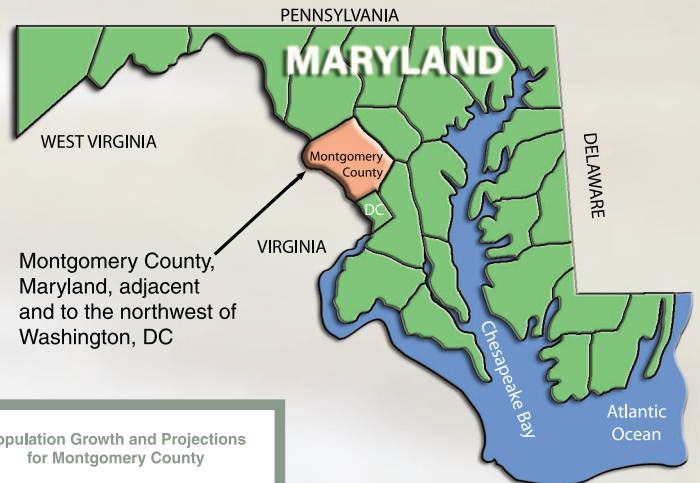 PENNSYLVANIA
MARYLAND
WEST VIRGINIA
DELAWARE
Montgomery
County
DC
VIRGINIA
Montgomery County,
Maryland, adjacent
and to the northwest of
Washington, DC
Chesapeake Bay
Atlantic
Ocean
opulation Growth and Projections
for Montgomery County